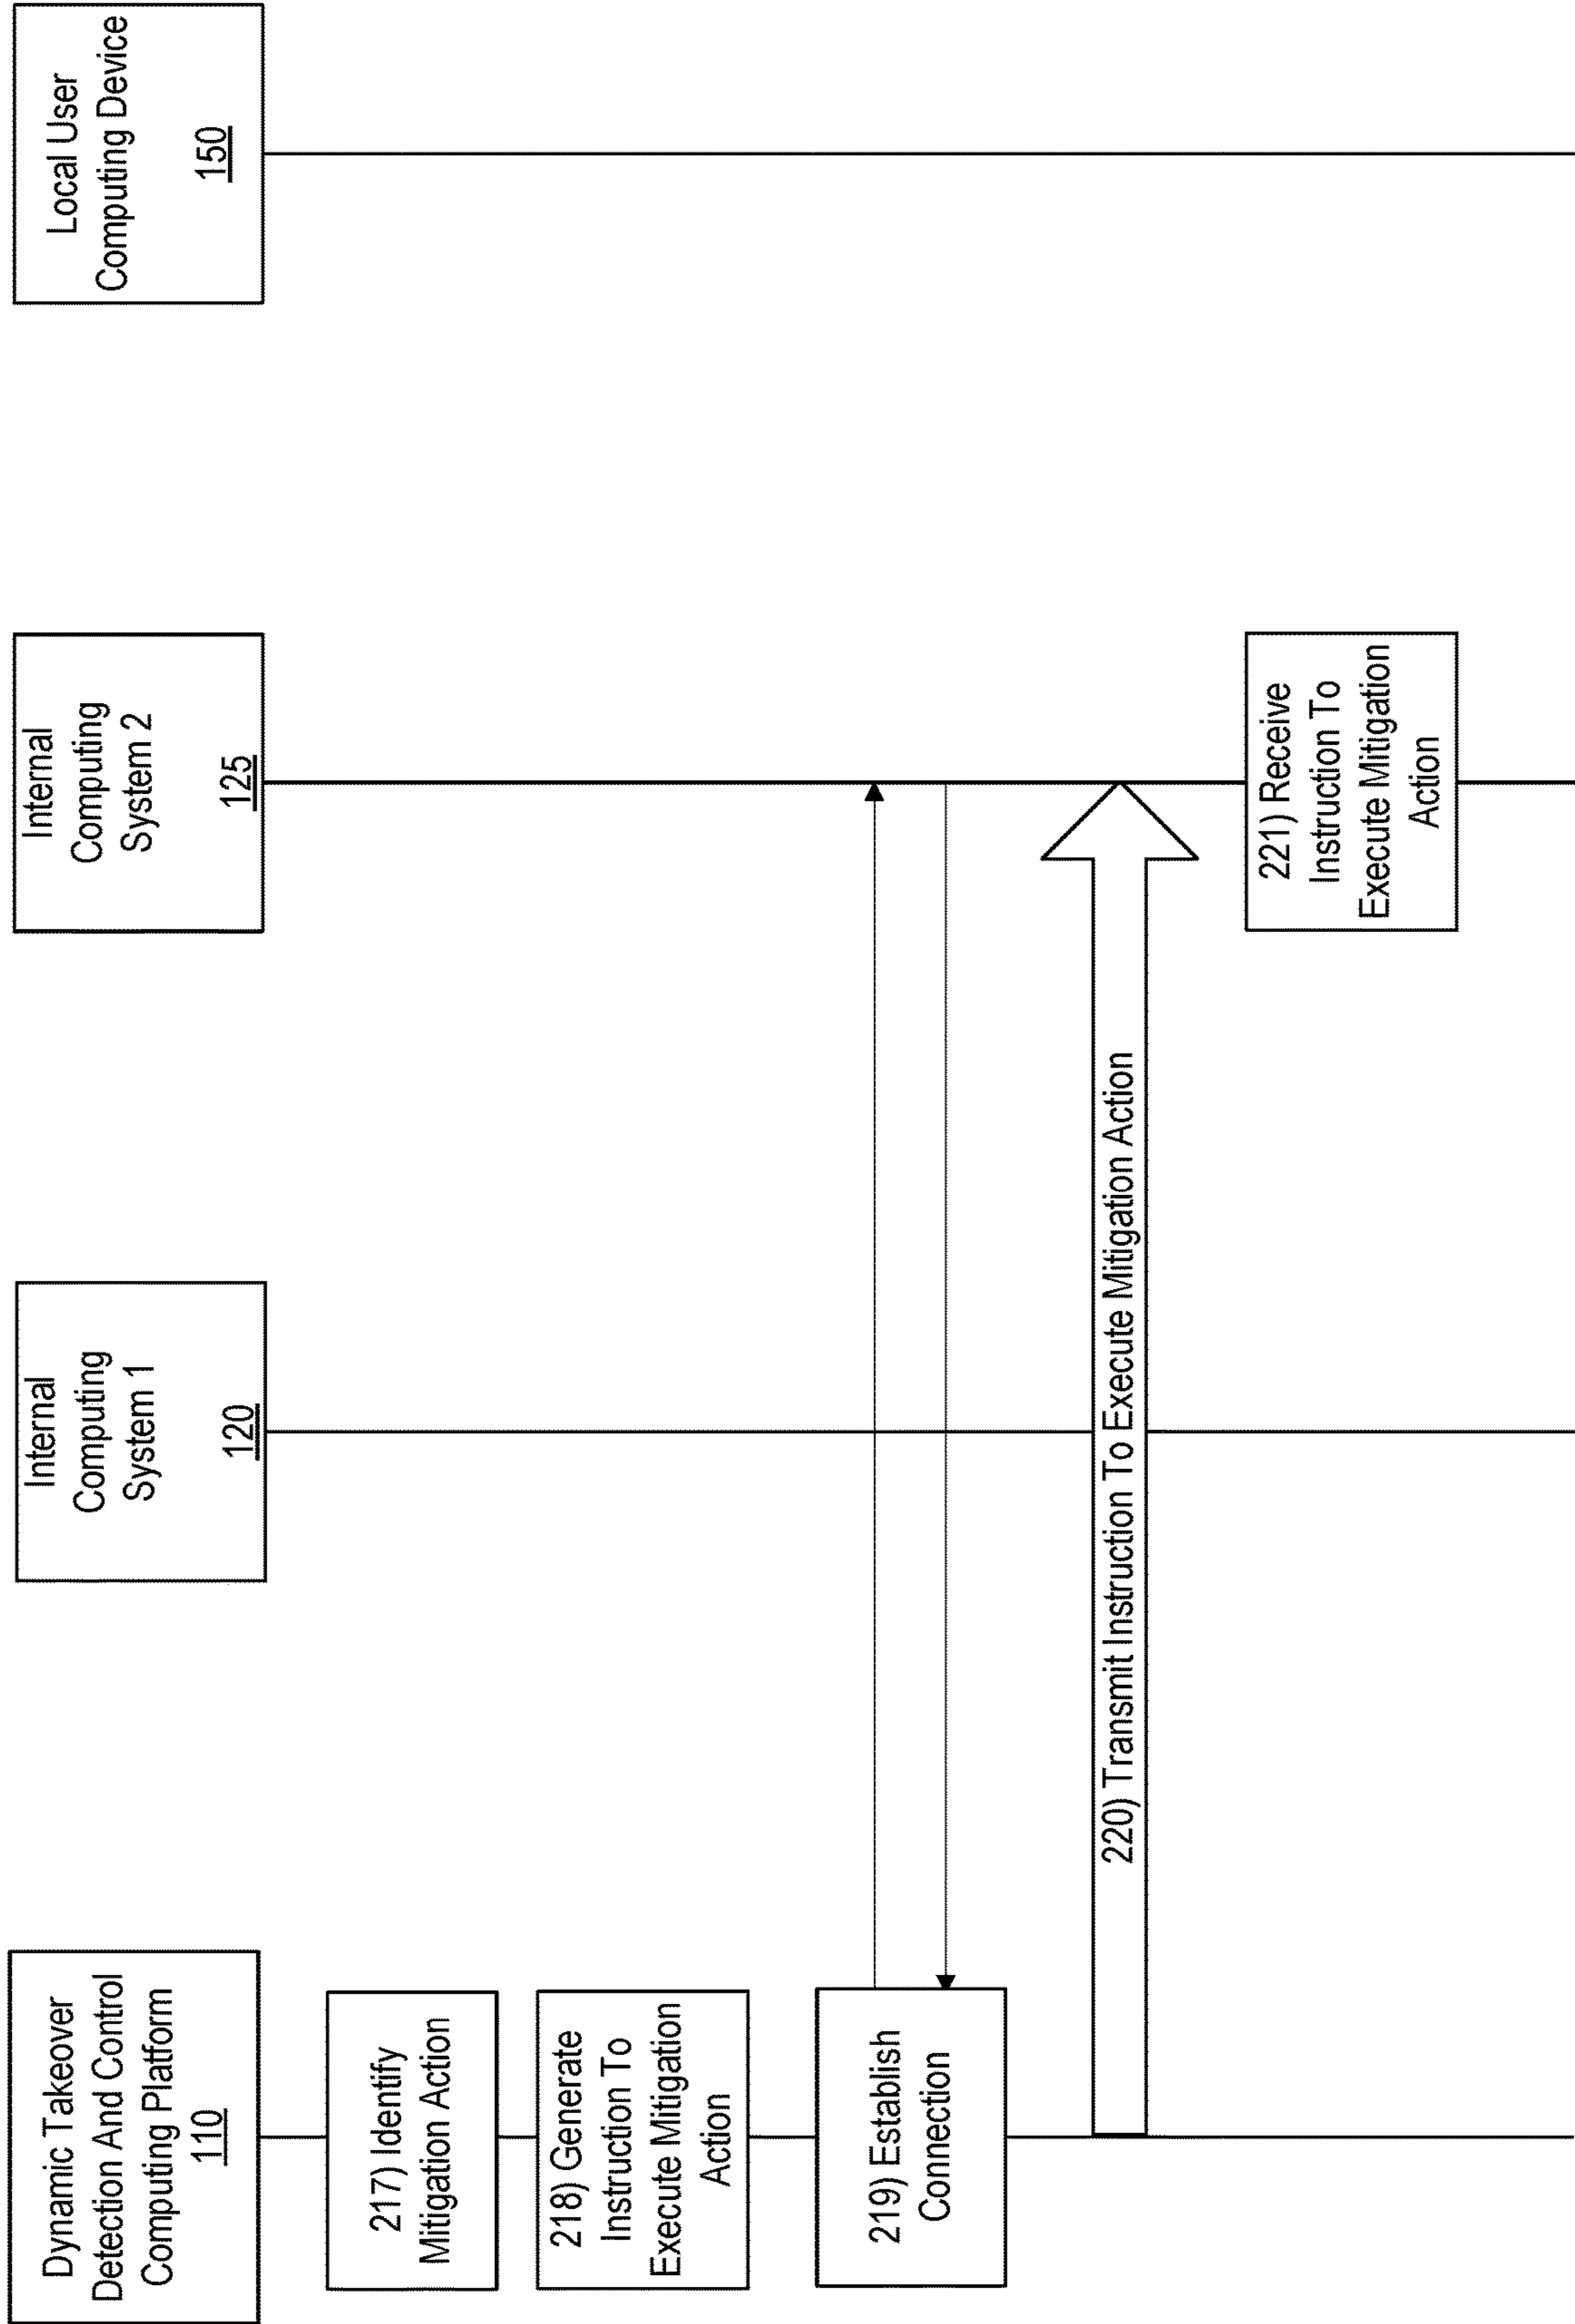 Dynamic Takeover
Detection And Control
Computing Platform
110
Internal
Computing
System 1
120
Internal
Computing
System 2
125
Local User
Computing Device
150
217) Identify
Mitigation Action
218) Generate
Instruction To
Execute Mitigation
Action
219) Establish
Connection
220) Transmit Instruction To Execute Mitigation Action
221) Receive
Instruction To
Execute Mitigation
Action